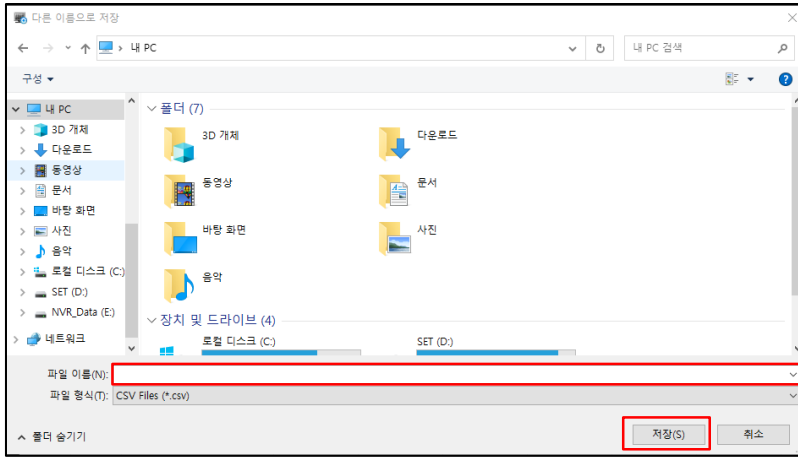 다른 이름으로 저장
내 PC
내 PC 검색
구성
내 PC
3D 개체
다운로드
동영상
문서
바탕 화면
사진
음악
로컬 디스크 (C:)
SET (D:)
NVR_Data (E:)
네트워크
폴더 (7)
3D 개체
다운로드
동영상
문서
바탕 화면
사진
음악
장치 및 드라이브 (4)
로컬 디스크 (C:)
SET (D:)
파일 이름(N):
파일 형식(T): CSV Files (*.csv)
폴더 숨기기
저장(S)
취소